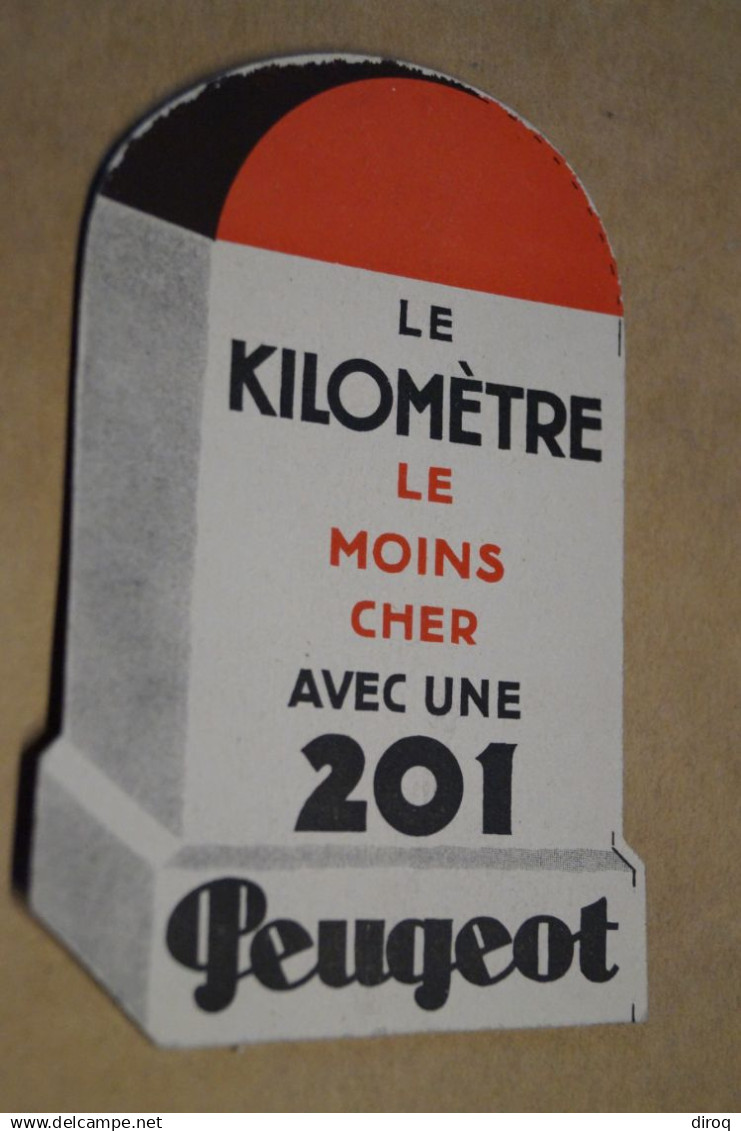 LE
KILOMÈTRE
LE
MOINS
CHER
AVEC UNE
201
Peugeot
www.delcampe.net
diroq